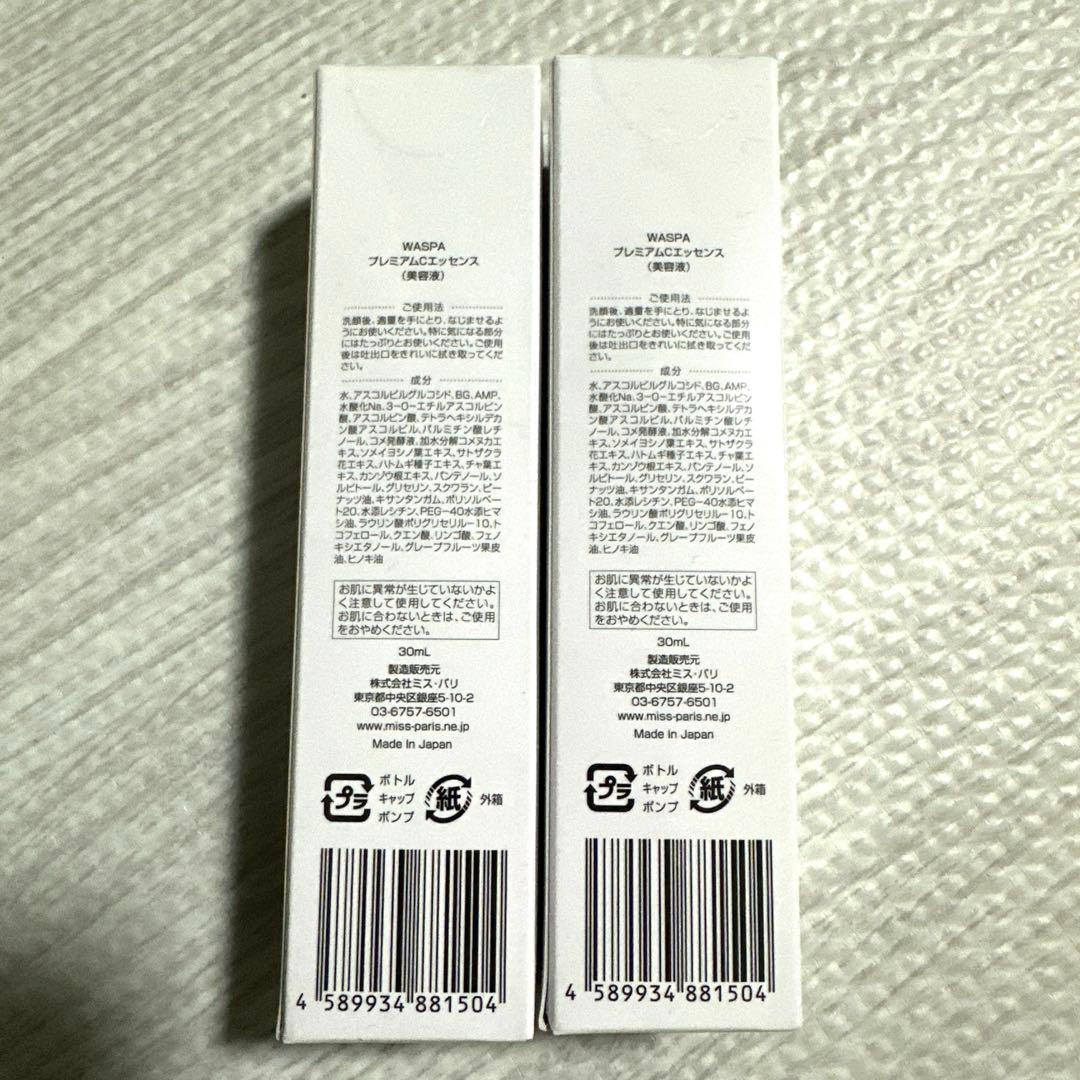 WASPA
プレミアムCエッセンス
（美容液）
ご使用法
洗顔後、適量を手にとり、なじませるよ
うにお使いください。特に気になる部分
にはたっぷりとお使いください。ご使用
後は吐出口をきれいに拭き取ってくだ
さい。
成分
水、アスコルビルグルコシド、BG、AMP、
水酸化Na、3-O-エチルアスコルビン
酸、アスコルビン酸、テトラヘキシルデカ
ン酸アスコルビル、パルミチン酸レチ
ノール、コメ発酵液、加水分解コメヌカエ
キス、ソメイヨシノ葉エキス、サトザクラ
花エキス、ハトムギ種子エキス、チャ葉エ
キス、カンゾウ根エキス、パンテノール、ソ
ルビトール、グリセリン、スクワラン、ピー
ナッツ油、キサンタンガム、ポリソルベー
ト20、水添レシチン、PEG-40水添ヒマ
シ油、ラウリン酸ポリグリセリル-10、ト
コフェロール、クエン酸、リンゴ酸、フェノ
キシエタノール、グレープフルーツ果皮
油、ヒノキ油
お肌に異常が生じていないかよ
く注意して使用してください。
お肌に合わないときは、ご使用
をおやめください。
30mL
製造販売元
株式会社ミス・パリ
東京都中央区銀座5-10-2
03-6757-6501
www.miss-paris.ne.jp
Made in Japan
プラ
ボトル
キャップ
ポンプ
紙
外箱
4 589934 881504
WASPA
プレミアムCエッセンス
（美容液）
ご使用法
洗顔後、適量を手にとり、なじませるよ
うにお使いください。特に気になる部分
にはたっぷりとお使いください。ご使用
後は吐出口をきれいに拭き取ってくだ
さい。
成分
水、アスコルビルグルコシド、BG、AMP、
水酸化Na、3-O-エチルアスコルビン
酸、アスコルビン酸、テトラヘキシルデカ
ン酸アスコルビル、パルミチン酸レチ
ノール、コメ発酵液、加水分解コメヌカエ
キス、ソメイヨシノ葉エキス、サトザクラ
花エキス、ハトムギ種子エキス、チャ葉エ
キス、カンゾウ根エキス、パンテノール、ソ
ルビトール、グリセリン、スクワラン、ピー
ナッツ油、キサンタンガム、ポリソルベー
ト20、水添レシチン、PEG-40水添ヒマ
シ油、ラウリン酸ポリグリセリル-10、ト
コフェロール、クエン酸、リンゴ酸、フェノ
キシエタノール、グレープフルーツ果皮
油、ヒノキ油
お肌に異常が生じていないかよ
く注意して使用してください。
お肌に合わないときは、ご使用
をおやめください。
30mL
製造販売元
株式会社ミス・パリ
東京都中央区銀座5-10-2
03-6757-6501
www.miss-paris.ne.jp
Made in Japan
プラ
ボトル
キャップ
ポンプ
紙
外箱
4 589934 881504